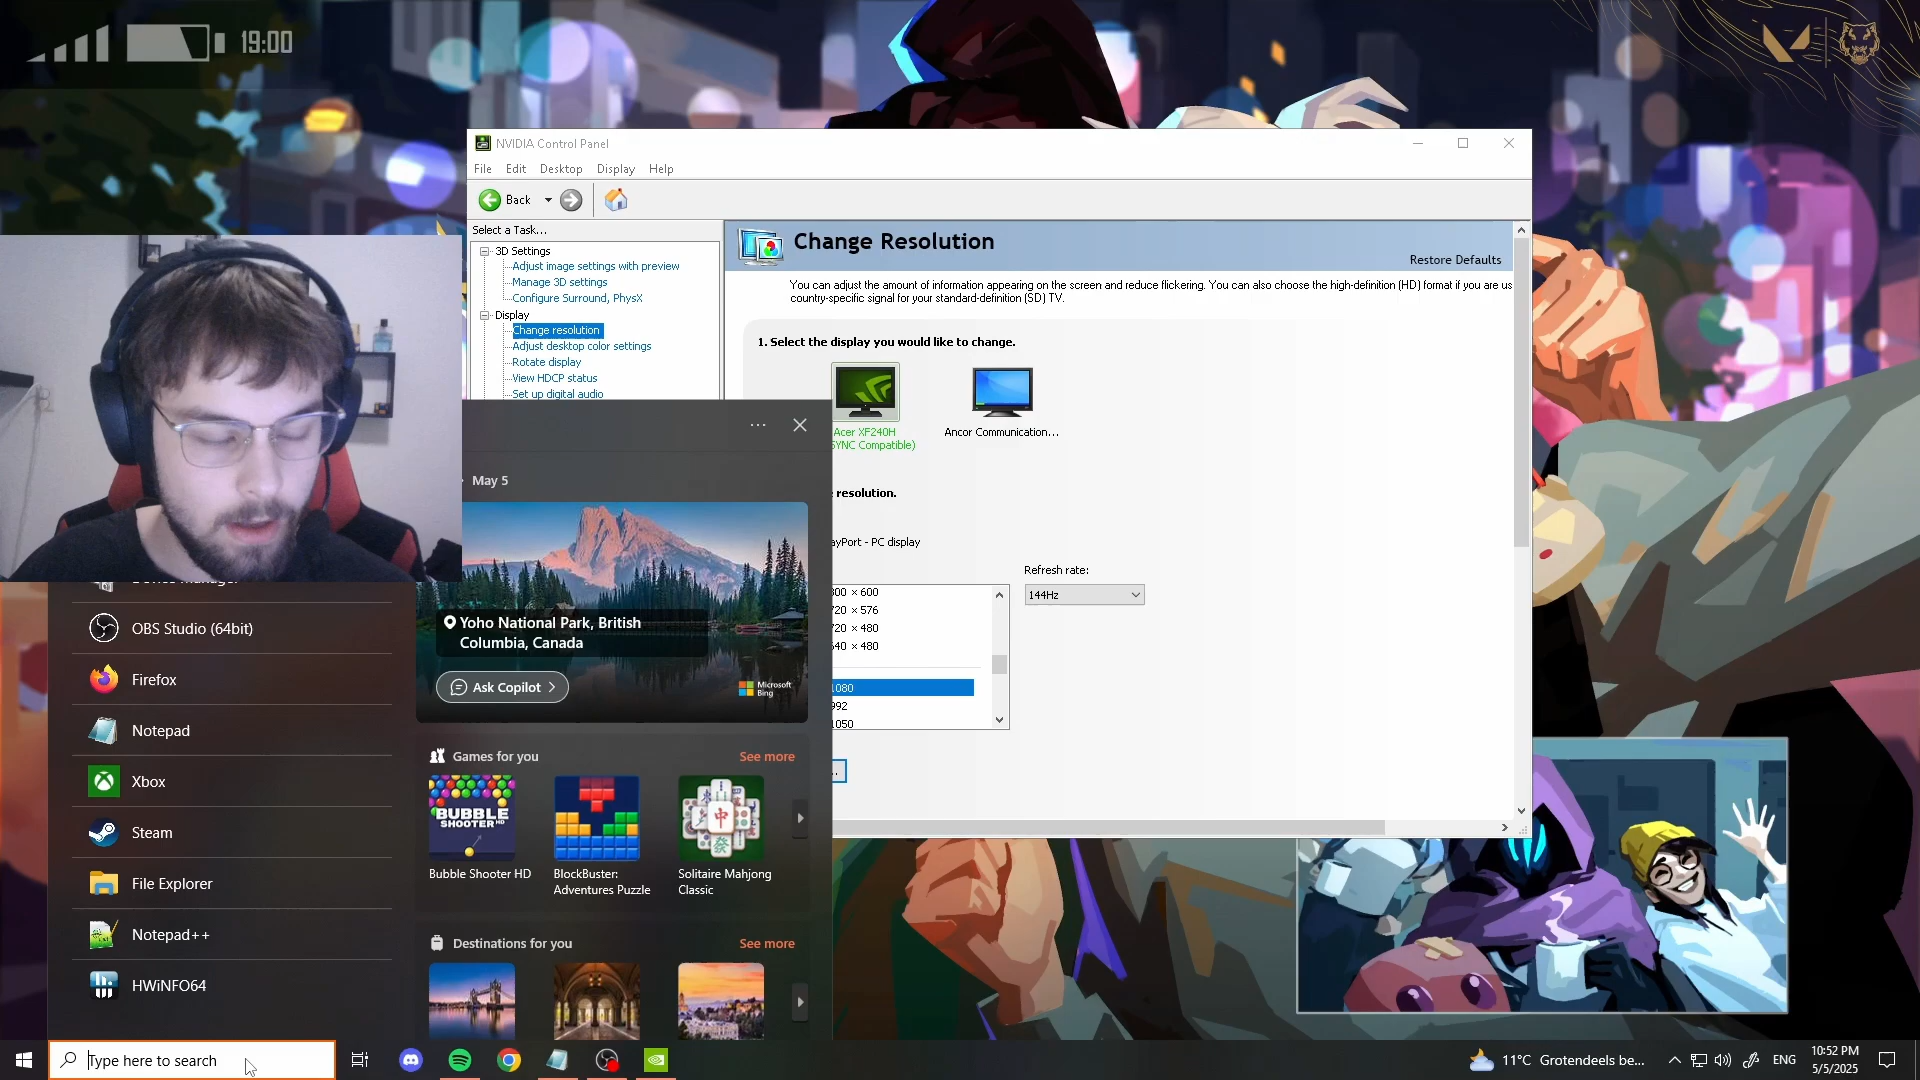 19:00
NVIDIA Control Panel
File Edit Desktop Display Help
Back
Select a Task...
3D Settings
Adjust image settings with preview
Manage 3D settings
Configure Surround, PhysX
Display
Change resolution
Adjust desktop color settings
Rotate display
View HDCP status
Set up digital audio
Change Resolution
Restore Defaults
You can adjust the amount of information appearing on the screen and reduce flickering. You can also choose the high-definition (HD) format if you are us
country-specific signal for your standard-definition (SD) TV.
1. Select the display you would like to change.
Acer XF240H
SYNC Compatible)
Ancor Communication...
resolution.
ayPort - PC display
Refresh rate:
144Hz
800 × 600
720 × 576
720 × 480
640 × 480
1080
992
1050
May 5
Yoho National Park, British
Columbia, Canada
Ask Copilot
Microsoft
Bing
Games for you
See more
BUBBLE
SHOOTER HD
Bubble Shooter HD
BlockBuster:
Adventures Puzzle
Solitaire Mahjong
Classic
Destinations for you
See more
OBS Studio (64bit)
Firefox
Notepad
Xbox
Steam
File Explorer
Notepad++
HWiNFO64
Type here to search
11°C Grotendeels be...
ENG
10:52 PM
5/5/2025